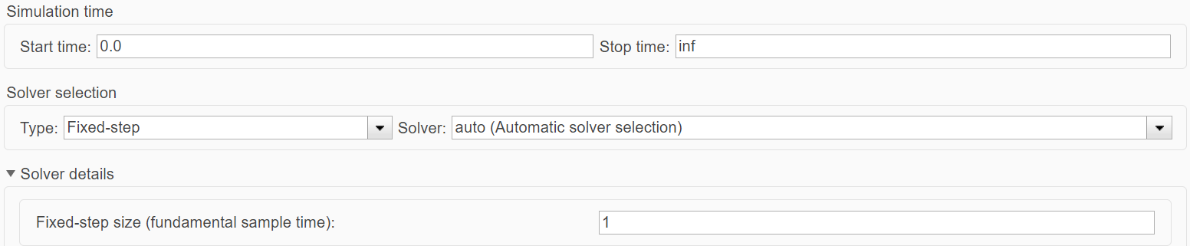 Simulation time
Start time: 0.0 Stop time: inf
Solver selection
Type: Fixed-step Solver: auto (Automatic solver selection)
Solver details
Fixed-step size (fundamental sample time): 1